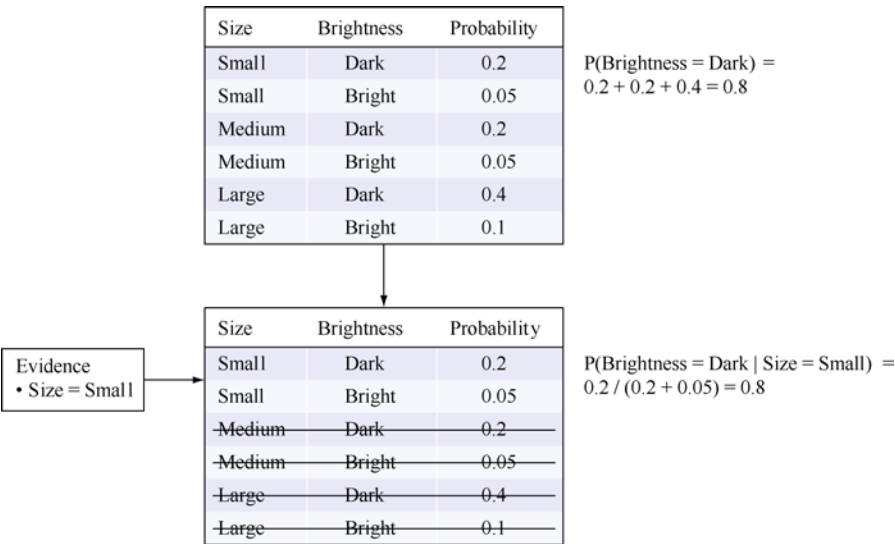 Size Brightness Probability
Small Dark 0.2
Small Bright 0.05
Medium Dark 0.2
Medium Bright 0.05
Large Dark 0.4
Large Bright 0.1
P(Brightness = Dark) =
0.2 + 0.2 + 0.4 = 0.8
Evidence
• Size = Small
Size Brightness Probability
Small Dark 0.2
Small Bright 0.05
Medium Dark 0.2
Medium Bright 0.05
Large Dark 0.4
Large Bright 0.1
P(Brightness = Dark | Size = Small) =
0.2 / (0.2 + 0.05) = 0.8